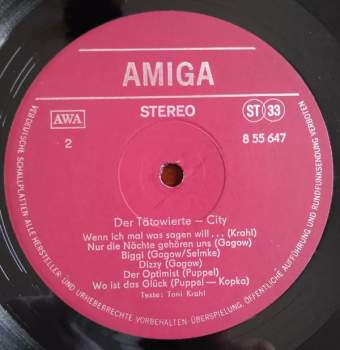 AMIGA
STEREO
AWA
ST 33
2
8 55 647
Der Tätowierte — City
Wenn ich mal was sagen will . . . (Krahl)
Nur die Nächte gehören uns (Gogow)
Biggi (Gogow/Selmke)
Dizzy (Gogow)
Der Optimist (Puppel)
Wo ist das Glück (Puppel — Kopka)
Texte: Toni Krahl
VEB DEUTSCHE SCHALLPLATTEN ALLE HERSTELLER- UND URHEBERRECHTE VORBEHALTEN ÜBERSPIELUNG, ÖFFENTLICHE AUFFÜHRUNG UND RUNDFUNKSENDUNG VERBOTEN